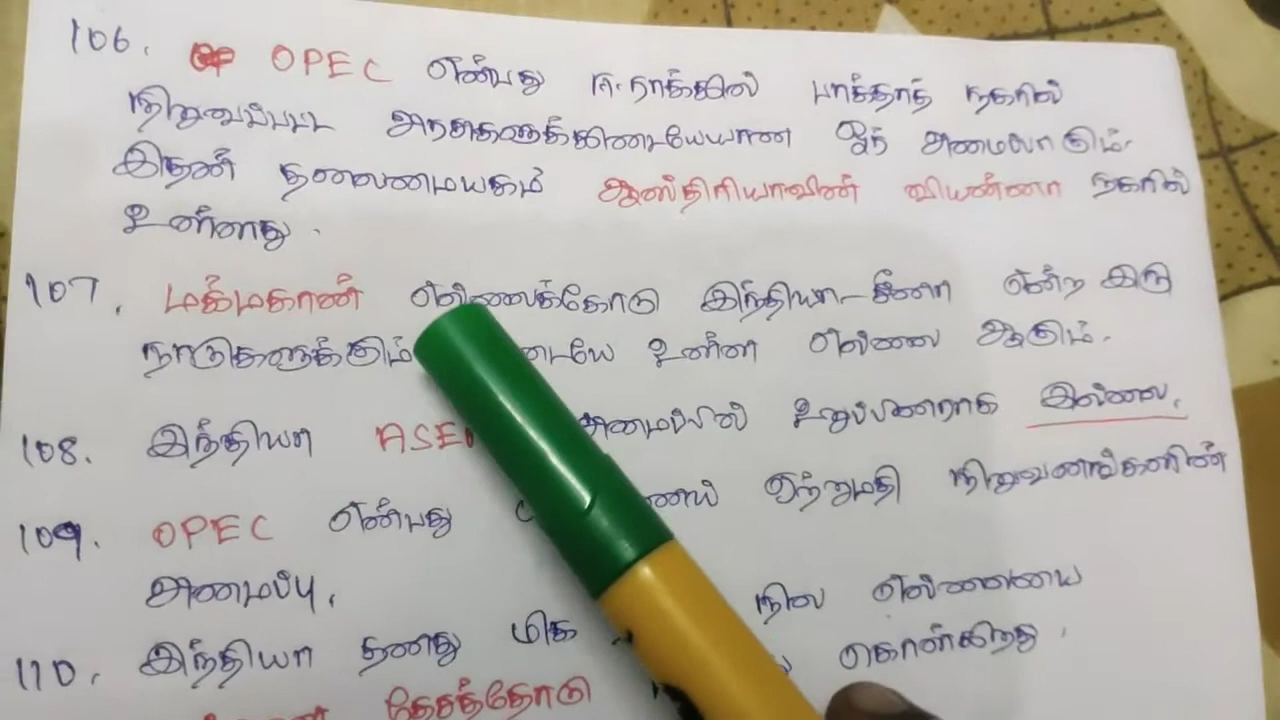 106. OPEC என்பது ஈ.நாக்கில் பாக்தாத் நகரில்
நிறுவப்பட்ட அரசுகளுக்கிடையேயான ஓர் அமைப்பாகும்.
இதன் தலைமையகம் ஆஸ்திரியாவின் வியன்னா நகரில்
உள்ளது.
107. மக்மகான் எல்லைக்கோடு இந்தியா-சீனா என்ற இரு
நாடுகளுக்கும் டையே உள்ள எல்லை ஆகும்.
108. இந்தியா ASE அமைப்பில் உறுப்பினராக இல்லை.
109. OPEC என்பது ணெய் ஏற்றுமதி நிறுவனங்களின்
அமைப்பு.
110. இந்தியா தனது மிக நில எல்லையை
தேசத்தோடு கொள்கிறது.